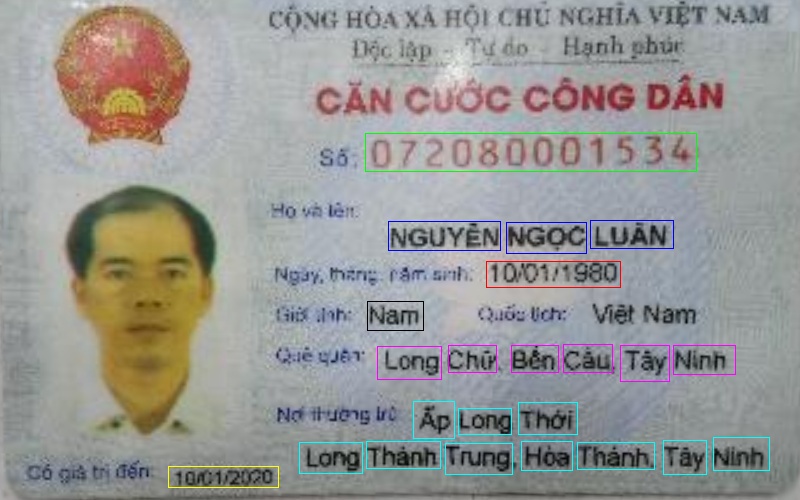 CỘNG HÒA XÃ HỘI CHỦ NGHĨA VIỆT NAM
Độc lập - Tự do - Hạnh phúc
CĂN CƯỚC CÔNG DÂN
Số: 072080001534
Họ và tên:
NGUYỄN NGỌC LUÂN
Ngày, tháng, năm sinh: 10/01/1980
Giới tính: Nam Quốc tịch: Việt Nam
Quê quán: Long Chữ, Bến Cầu, Tây Ninh
Nơi thường trú: Ấp Long Thới
Long Thành Trung, Hòa Thành, Tây Ninh
Có giá trị đến: 10/01/2020